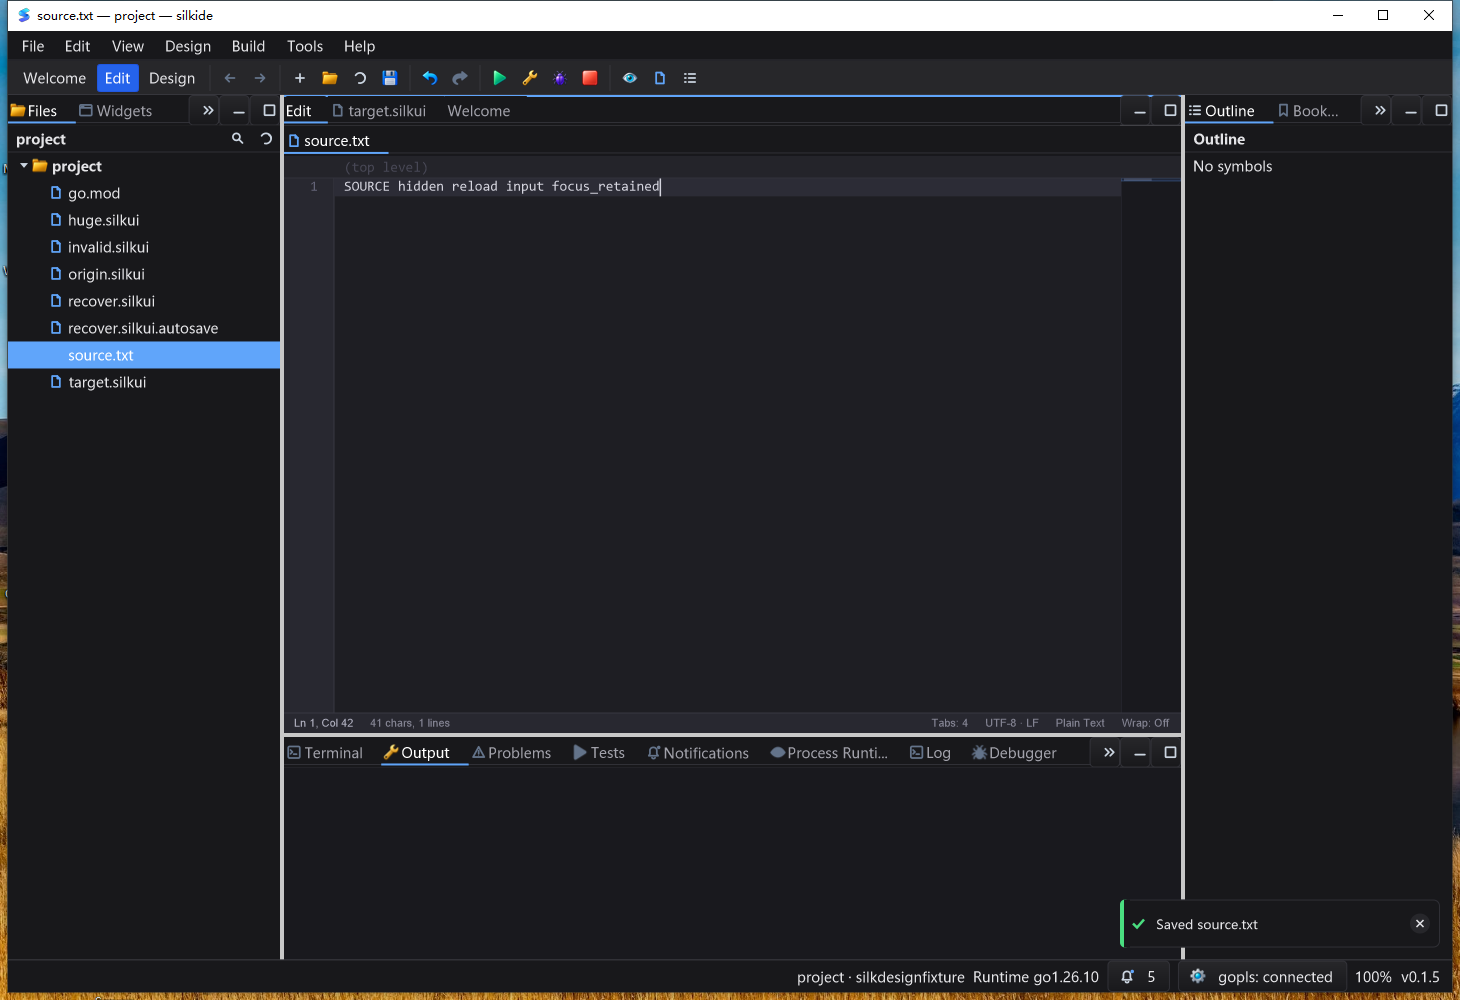 source.txt — project — silkide
File Edit View Design Build Tools Help
Welcome Edit Design
Files Widgets
Edit target.silkui Welcome
Outline Book...
project
source.txt
Outline
project
(top level)
No symbols
1 SOURCE hidden reload input focus_retained
go.mod
huge.silkui
invalid.silkui
origin.silkui
recover.silkui
recover.silkui.autosave
source.txt
target.silkui
Ln 1, Col 42 41 chars, 1 lines Tabs: 4 UTF-8 · LF Plain Text Wrap: Off
Terminal Output Problems Tests Notifications Process Runti... Log Debugger
Saved source.txt
project · silkdesignfixture Runtime go1.26.10 5 gopls: connected 100% v0.1.5